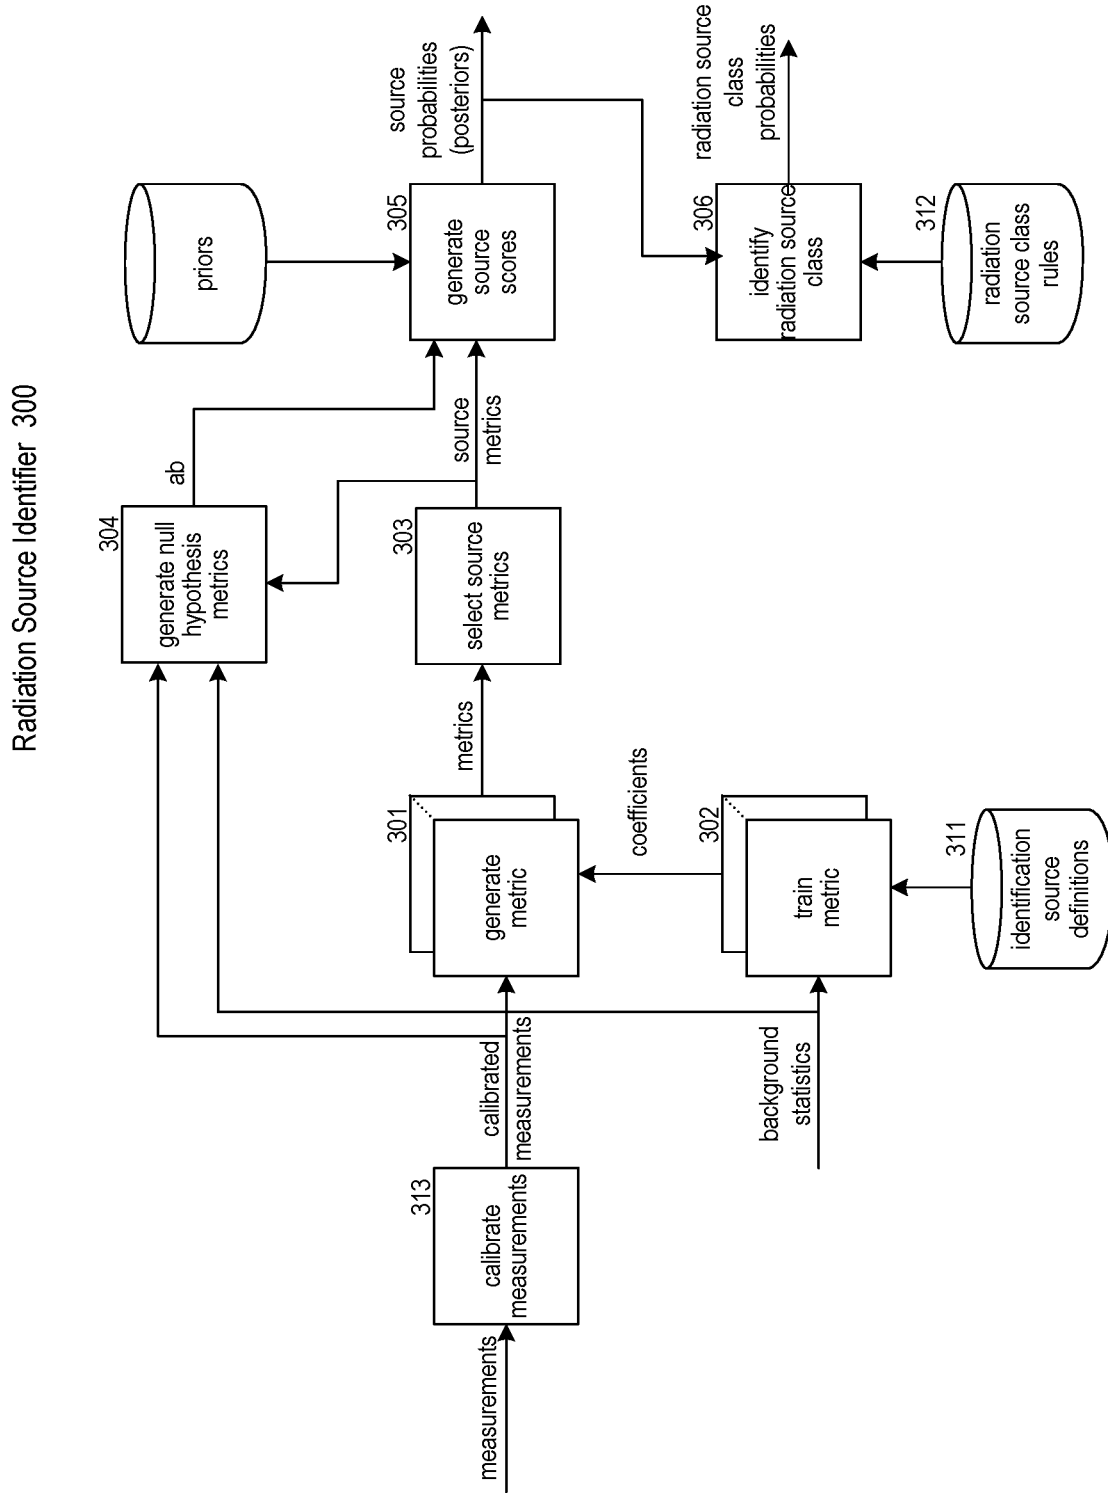 Radiation Source Identifier 300
measurements
313
calibrate
measurements
calibrated
measurements
background
statistics
301
generate
metric
coefficients
302
train
metric
311
identification
source
definitions
metrics
303
select source
metrics
304
generate null
hypothesis
metrics
ab
source
metrics
priors
305
generate
source
scores
source
probabilities
(posteriors)
306
identify
radiation source
class
312
radiation
source class
rules
radiation source
class
probabilities